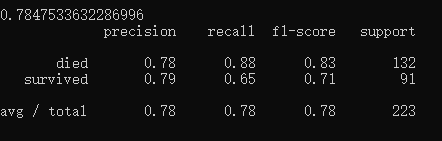 0.7847533632286996
precision recall f1-score support
died 0.78 0.88 0.83 132
survived 0.79 0.65 0.71 91
avg / total 0.78 0.78 0.78 223